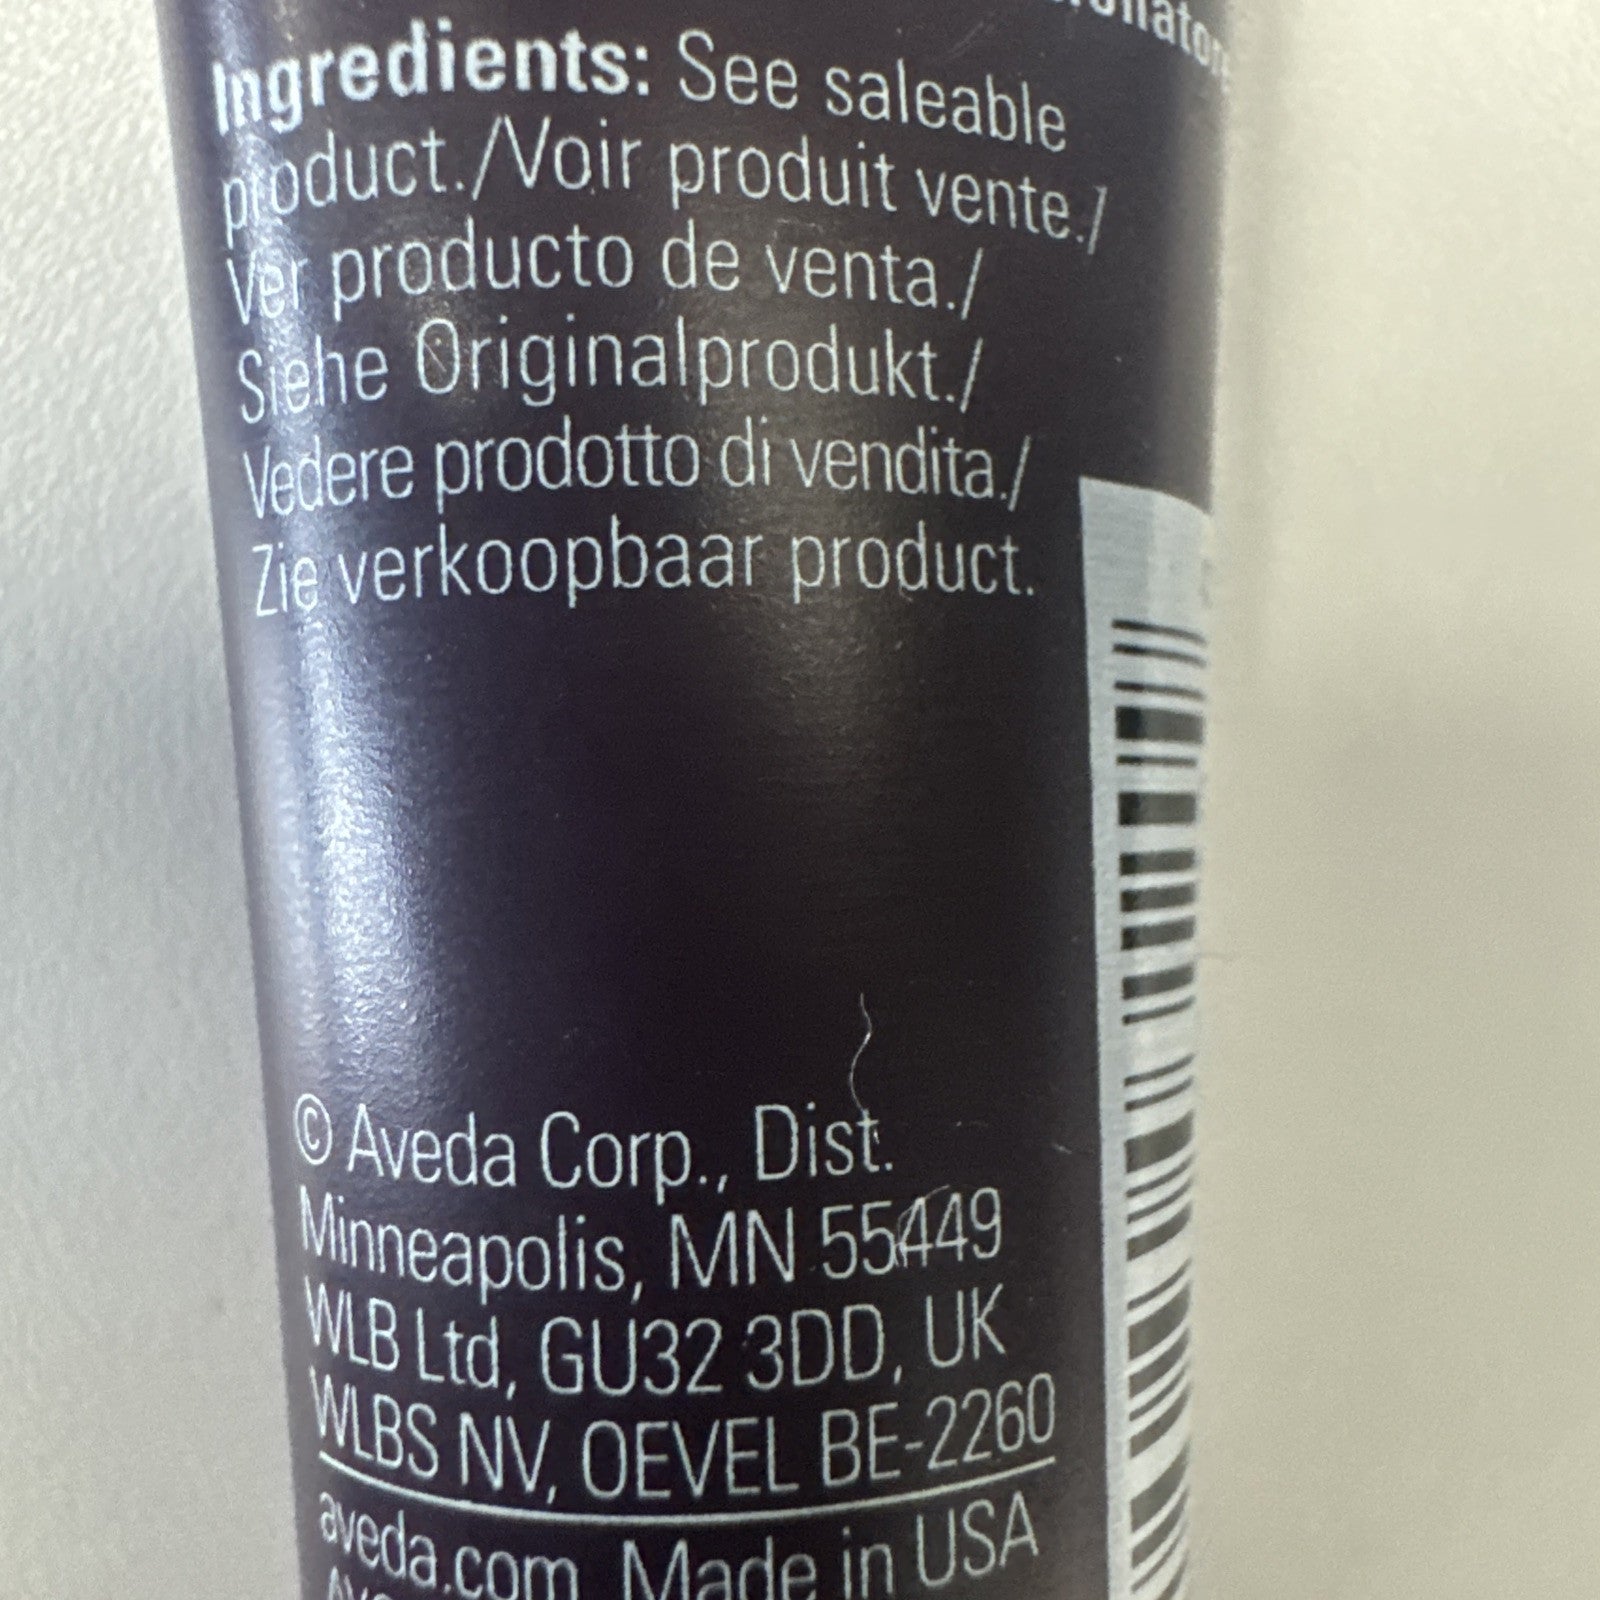 Ingredients: See saleable
product./Voir produit vente./
Ver producto de venta./
Siehe Originalprodukt./
Vedere prodotto di vendita./
Zie verkoopbaar product.
© Aveda Corp., Dist.
Minneapolis, MN 55449
WLB Ltd, GU32 3DD, UK
WLBS NV, OEVEL BE-2260
aveda.com Made in USA